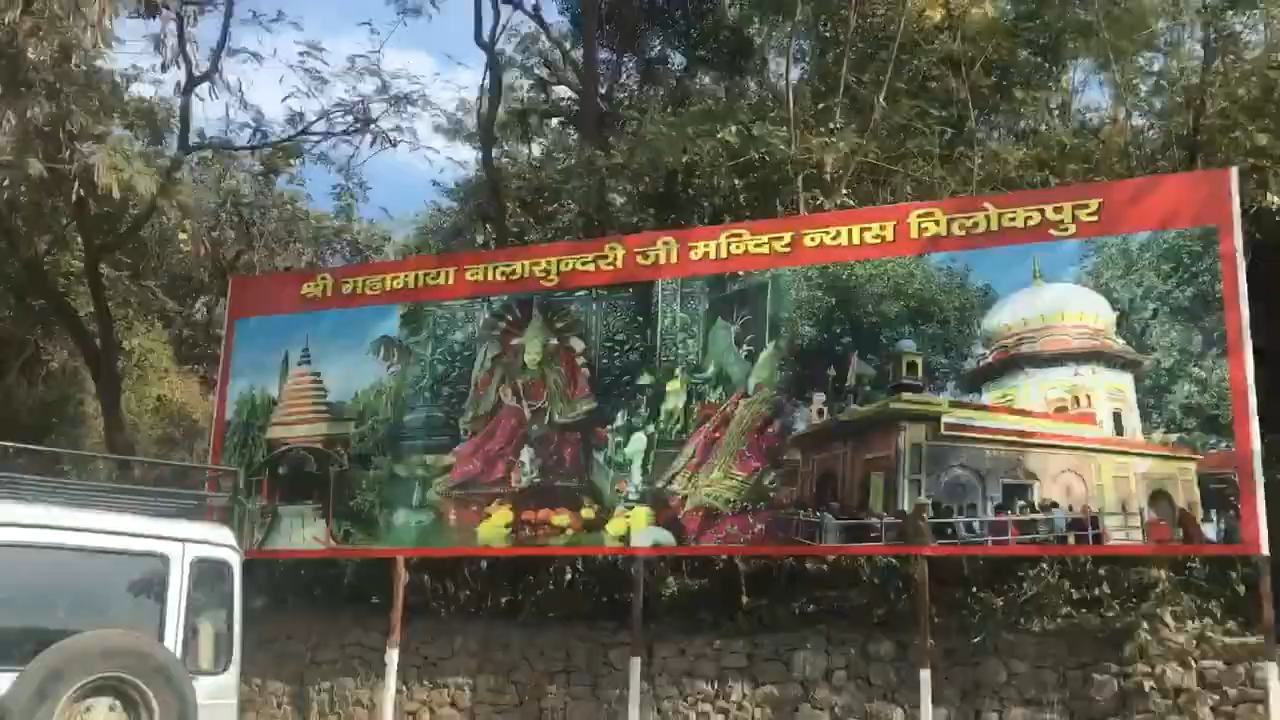 श्री महामाया बालासुन्दरी जी मन्दिर न्यास त्रिलोकपुर